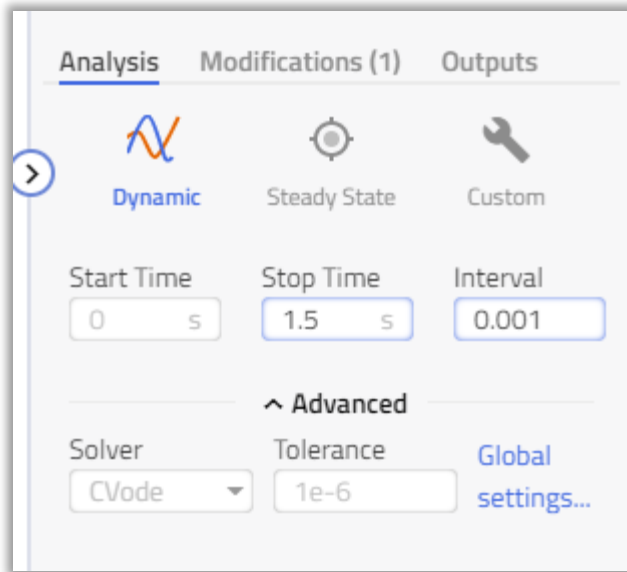 Analysis Modifications (1) Outputs
Dynamic Steady State Custom
Start Time Stop Time Interval
0 s 1.5 s 0.001
Advanced
Solver Tolerance Global
CVode 1e-6 settings...